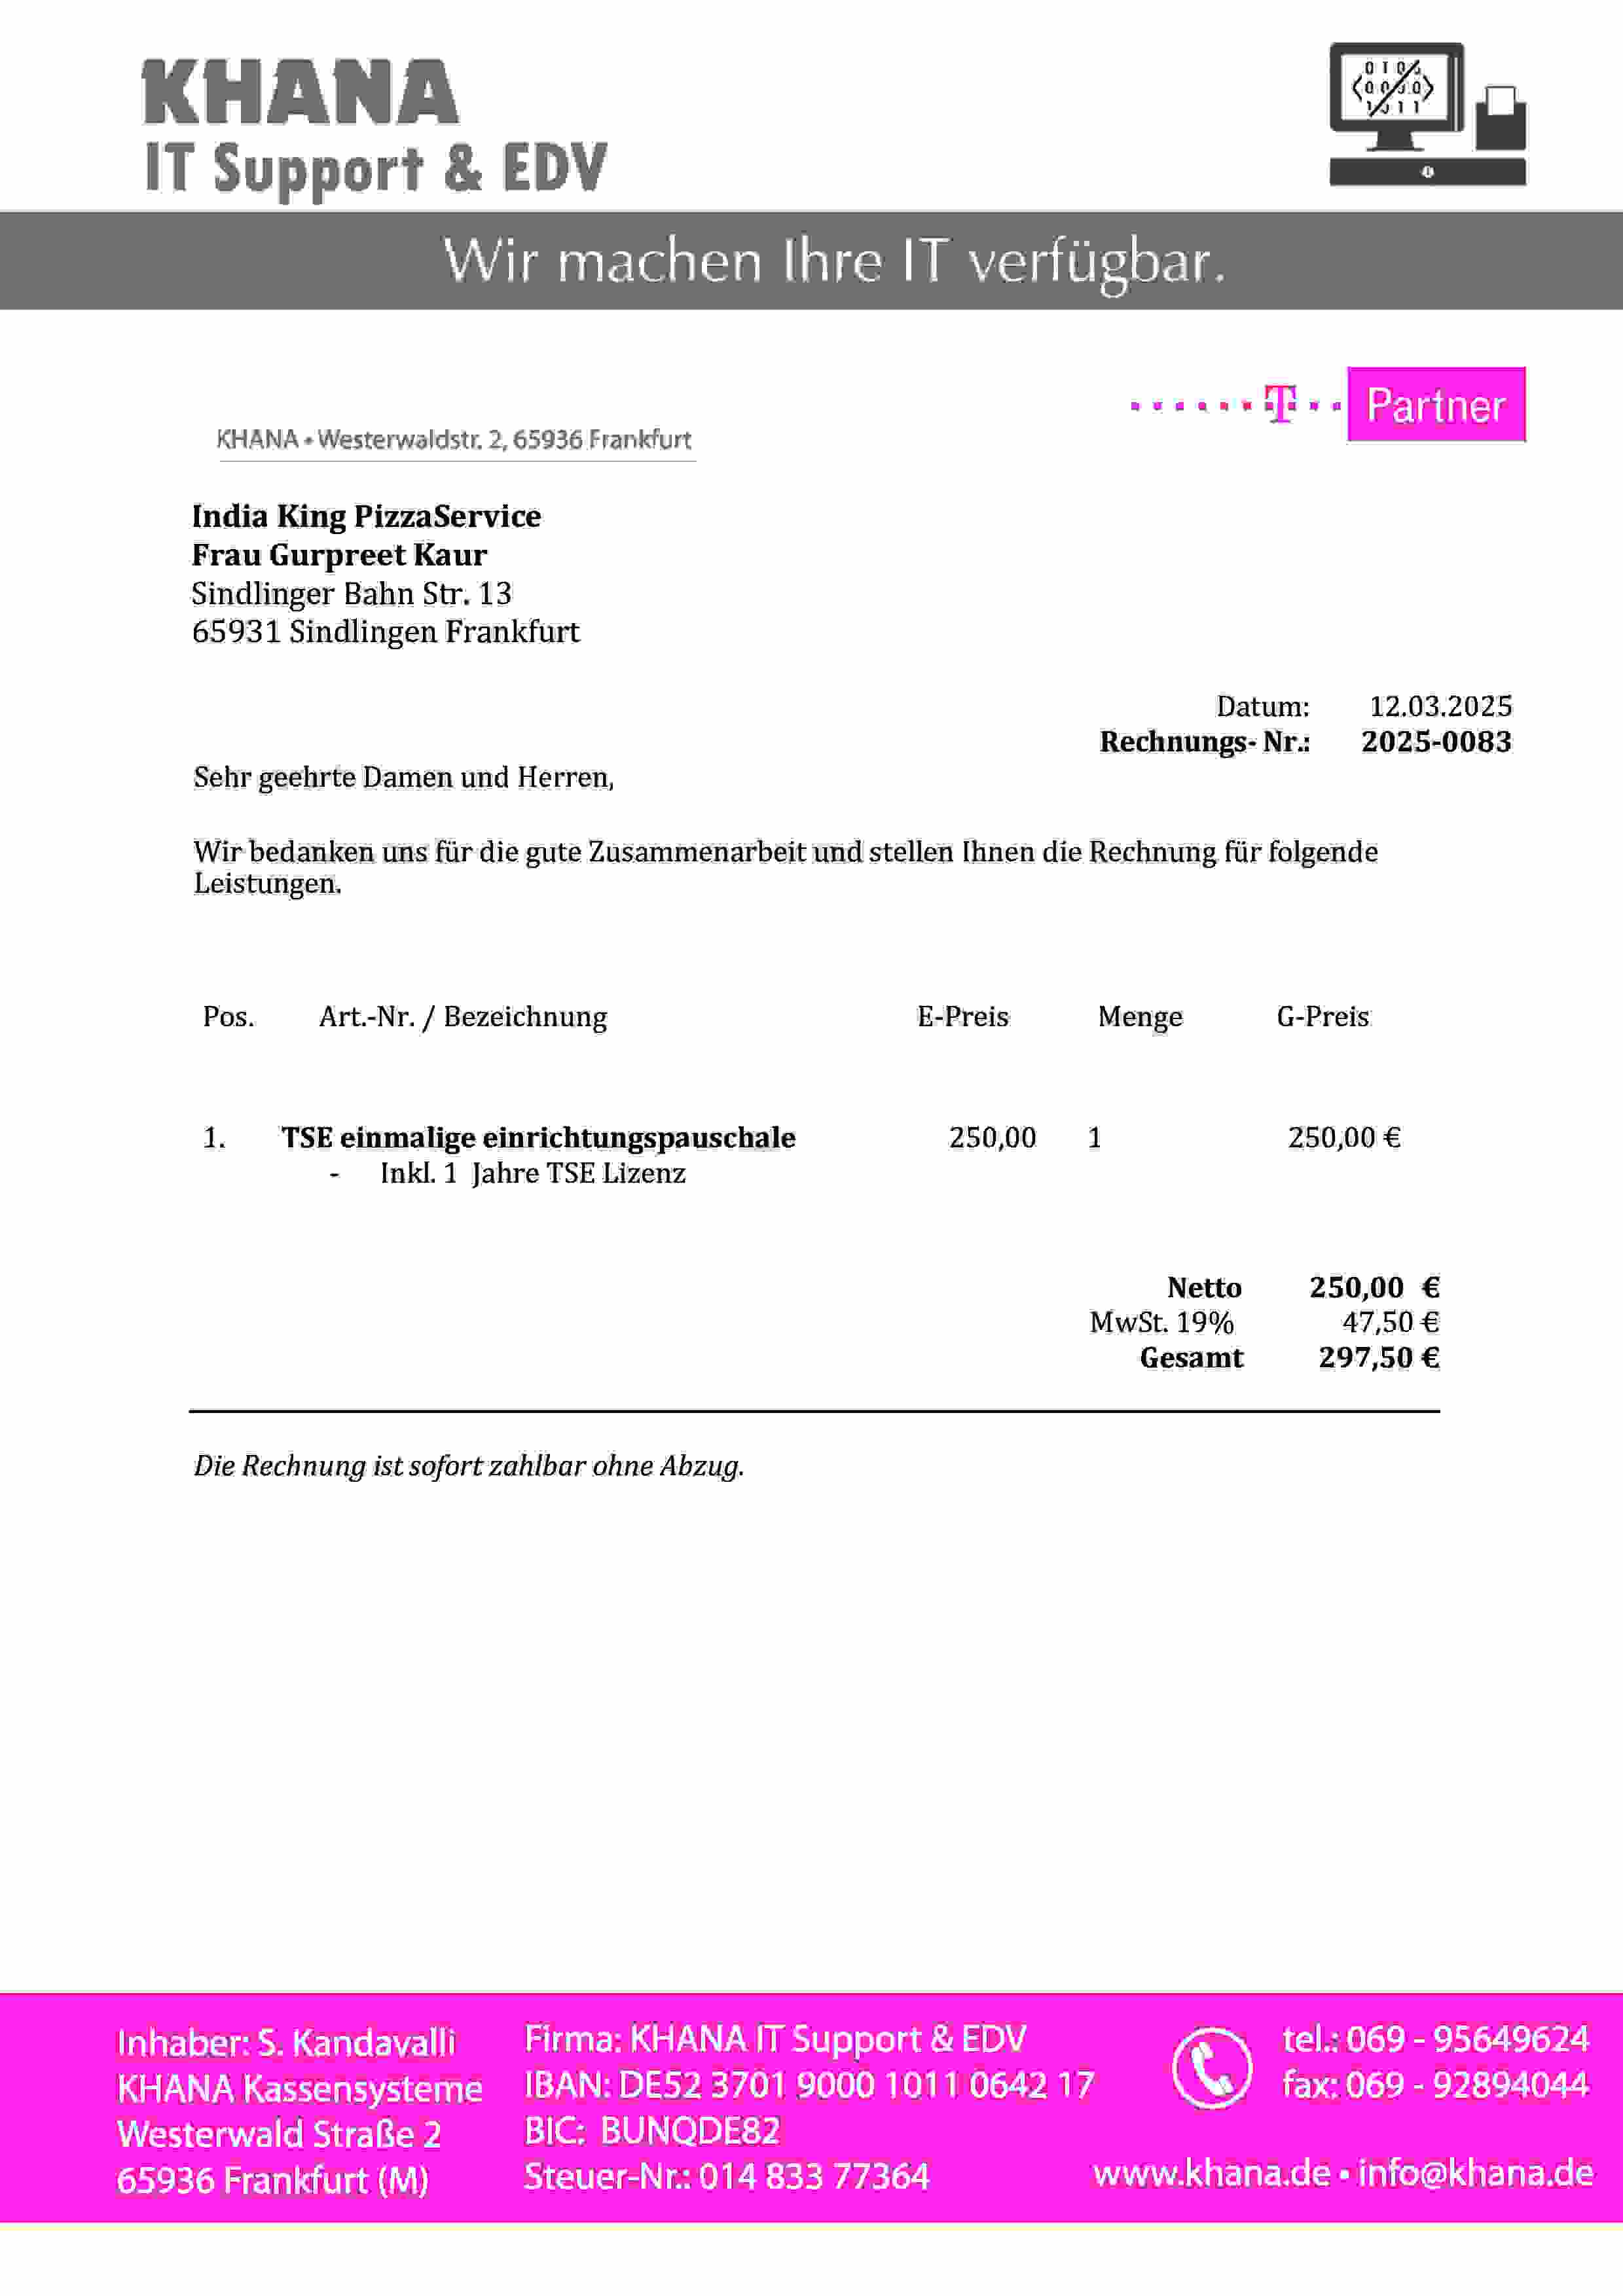 KHANA
IT Support & EDV
Wir machen Ihre IT verfügbar.
T Partner
KHANA • Westerwaldstr. 2, 65936 Frankfurt
India King PizzaService
Frau Gurpreet Kaur
Sindlinger Bahn Str. 13
65931 Sindlingen Frankfurt
Datum: 12.03.2025
Rechnungs- Nr.: 2025-0083
Sehr geehrte Damen und Herren,
Wir bedanken uns für die gute Zusammenarbeit und stellen Ihnen die Rechnung für folgende
Leistungen.
Pos. Art.-Nr. / Bezeichnung E-Preis Menge G-Preis
1. TSE einmalige einrichtungspauschale 250,00 1 250,00 €
- Inkl. 1 Jahre TSE Lizenz
Netto 250,00 €
MwSt. 19% 47,50 €
Gesamt 297,50 €
Die Rechnung ist sofort zahlbar ohne Abzug.
Inhaber: S. Kandavalli
KHANA Kassensysteme
Westerwald Straße 2
65936 Frankfurt (M)
Firma: KHANA IT Support & EDV
IBAN: DE52 3701 9000 1011 0642 17
BIC: BUNQDE82
Steuer-Nr.: 014 833 77364
tel.: 069 - 95649624
fax: 069 - 92894044
www.khana.de • info@khana.de